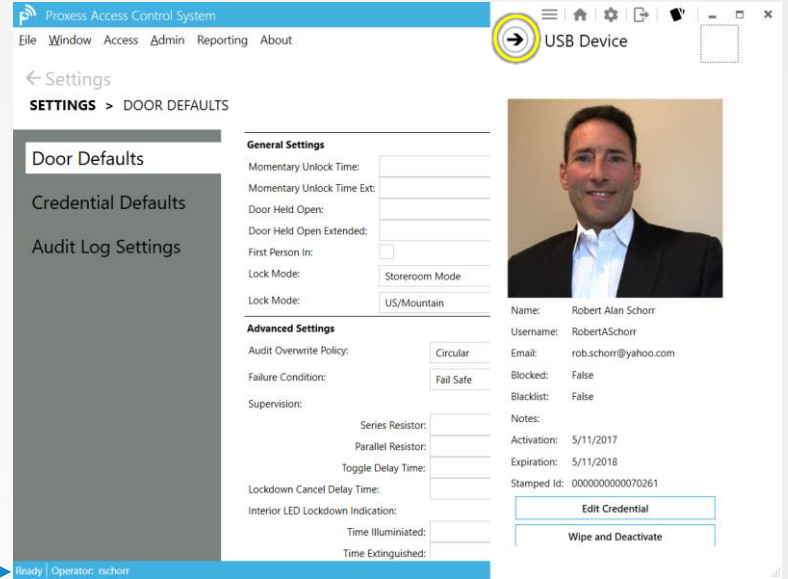 Proxess Access Control System
File Window Access Admin Reporting About
USB Device
Settings
SETTINGS > DOOR DEFAULTS
Door Defaults
Credential Defaults
Audit Log Settings
General Settings
Momentary Unlock Time:
Momentary Unlock Time Ext:
Door Held Open:
Door Held Open Extended:
First Person In:
Lock Mode: Storeroom Mode
Lock Mode: US/Mountain
Advanced Settings
Audit Overwrite Policy: Circular
Failure Condition: Fail Safe
Supervision:
Series Resistor:
Parallel Resistor:
Toggle Delay Time:
Lockdown Cancel Delay Time:
Interior LED Lockdown Indication:
Time Illuminiated:
Time Extinguished:
Name: Robert Alan Schorr
Username: RobertASchorr
Email: rob.schorr@yahoo.com
Blocked: False
Blacklist: False
Notes:
Activation: 5/11/2017
Expiration: 5/11/2018
Stamped Id: 0000000000070261
Edit Credential
Wipe and Deactivate
Ready Operator: rschorr